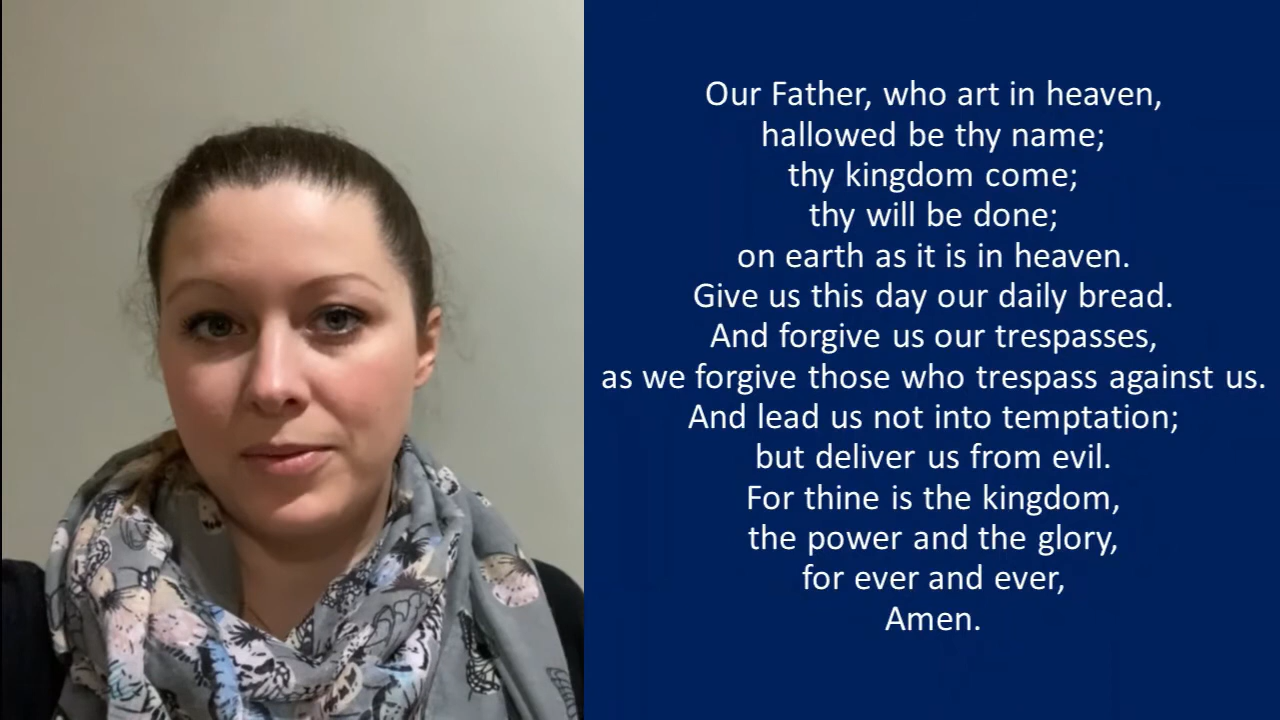 Our Father, who art in heaven,
hallowed be thy name;
thy kingdom come;
thy will be done;
on earth as it is in heaven.
Give us this day our daily bread.
And forgive us our trespasses,
as we forgive those who trespass against us.
And lead us not into temptation;
but deliver us from evil.
For thine is the kingdom,
the power and the glory,
for ever and ever,
Amen.